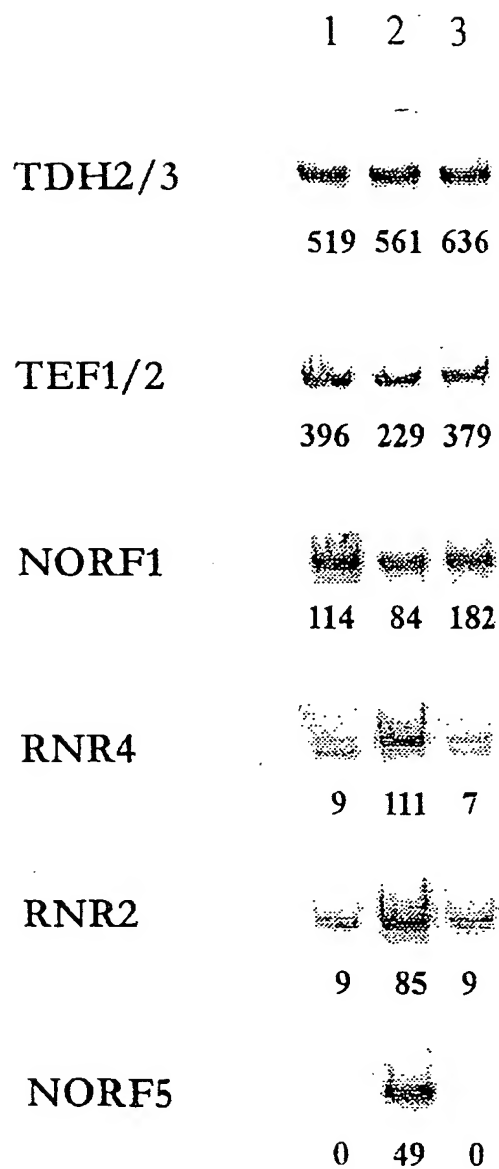 1 2 3
TDH2/3
519 561 636
TEF1/2
396 229 379
NORF1
114 84 182
RNR4
9 111 7
RNR2
9 85 9
NORF5
0 49 0